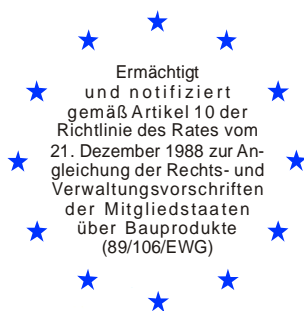 Ermächtigt
und notifiziert
gemäß Artikel 10 der
Richtlinie des Rates vom
21. Dezember 1988 zur An-
gleichung der Rechts- und
Verwaltungsvorschriften
der Mitgliedstaaten
über Bauprodukte
(89/106/EWG)